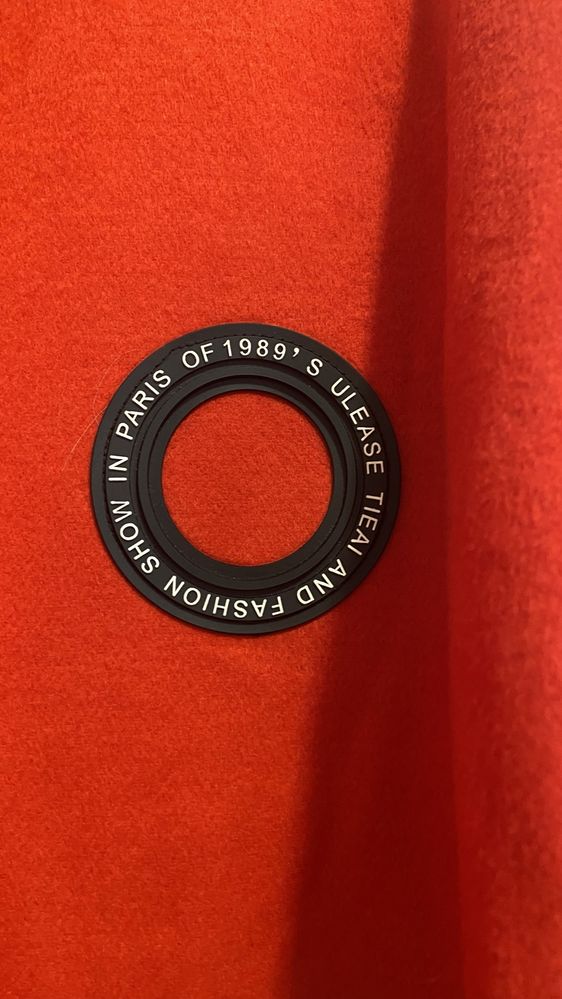 OF 1989'S ULEASE TIEAI AND FASHION SHOW IN PARIS